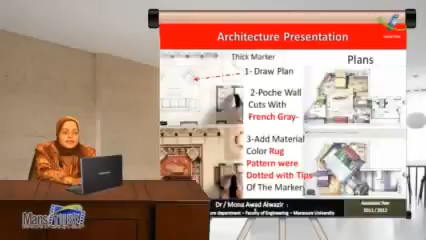 Architecture Presentation
Thick Marker
Plans
1- Draw Plan
2-Poche Wall
Cuts With
French Gray-
3-Add Material
Color Rug
Pattern were
Dotted with Tips
Of The Marker
Dr / Mona Awad Alwazir :
ure department - Faculty of Engineering - Mansoura University
Academic Year
2011 / 2012